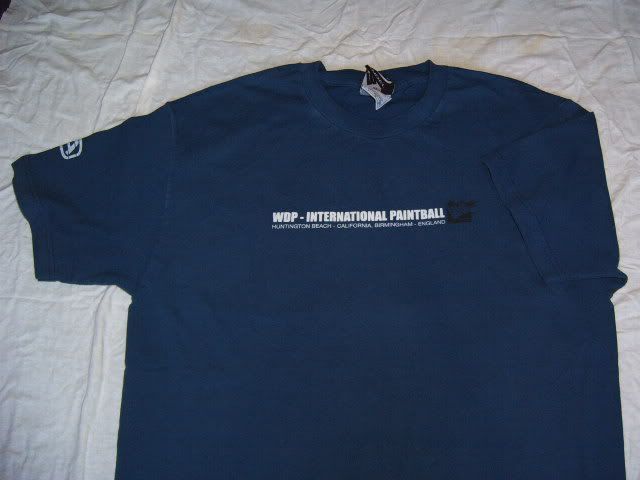 WDP - INTERNATIONAL PAINTBALL
HUNTINGTON BEACH - CALIFORNIA, BIRMINGHAM - ENGLAND